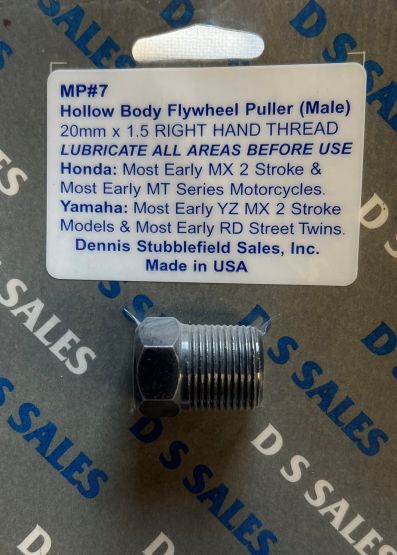 MP#7
Hollow Body Flywheel Puller (Male)
20mm x 1.5 RIGHT HAND THREAD
LUBRICATE ALL AREAS BEFORE USE
Honda: Most Early MX 2 Stroke &
Most Early MT Series Motorcycles.
Yamaha: Most Early YZ MX 2 Stroke
Models & Most Early RD Street Twins.
Dennis Stubblefield Sales, Inc.
Made in USA
D S SALES
D S SALES
D S SALES
D S SALES